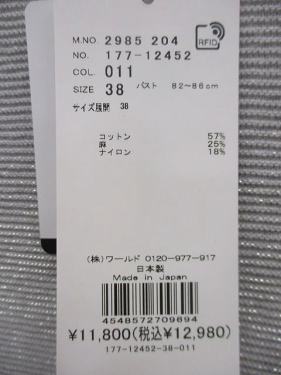 M.NO. 2985 204
RFID
NO. 177-12452
COL. 011
SIZE 38 バスト 82~86cm
サイズ展開 38
コットン 57%
麻 25%
ナイロン 18%
(株)ワールド 0120-977-917
日本製
Made in Japan
4548572709694
¥11,800(税込¥12,980)
177-12452-38-011